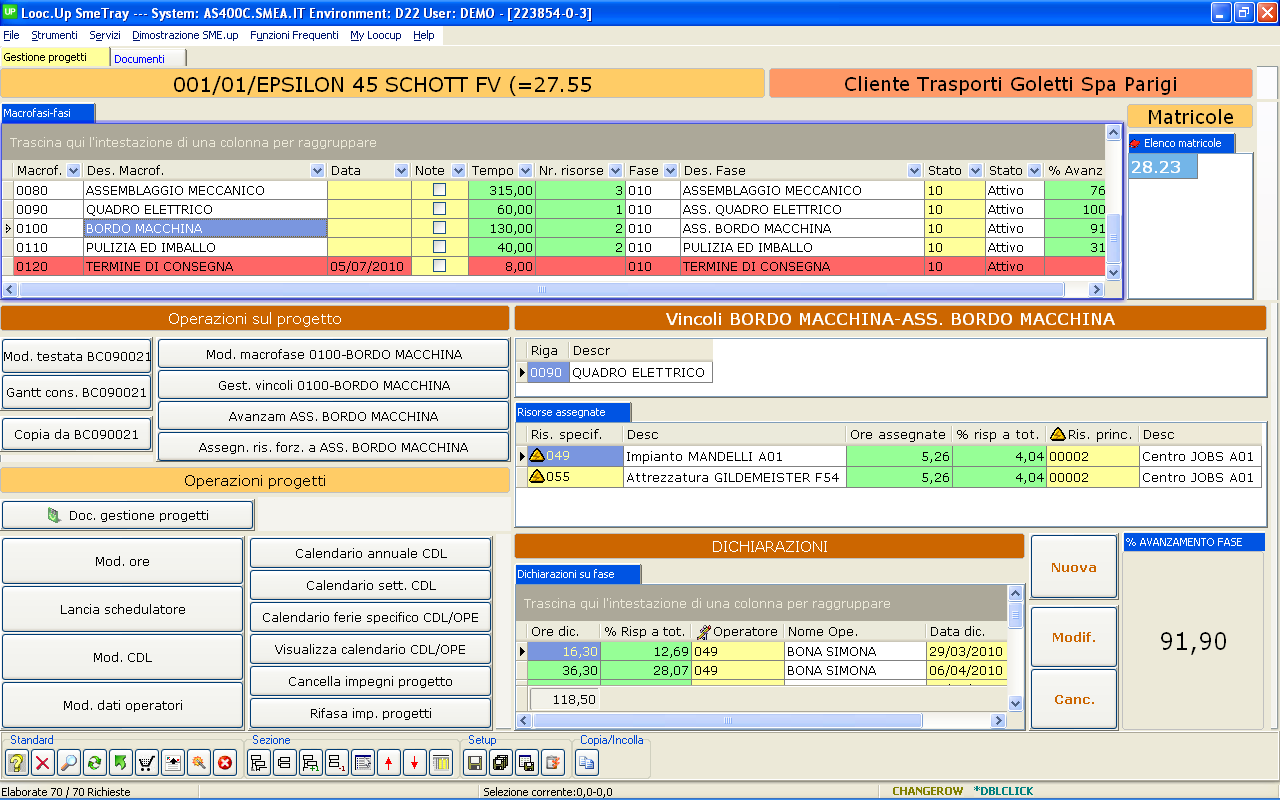 UP Looc.Up SmeTray --- System: AS400C.SMEA.IT Environment: D22 User: DEMO - [223854-0-3]
File Strumenti Servizi Dimostrazione SME.up Funzioni Frequenti My Loocup Help
Gestione progetti Documenti
001/01/EPSILON 45 SCHOTT FV (=27.55 Cliente Trasporti Goletti Spa Parigi
Macrofasi-fasi
Trascina qui l'intestazione di una colonna per raggruppare
Macrof. Des. Macrof. Data Note Tempo Nr. risorse Fase Des. Fase Stato Stato % Avanz
0080 ASSEMBLAGGIO MECCANICO 315,00 3 010 ASSEMBLAGGIO MECCANICO 10 Attivo 76
0090 QUADRO ELETTRICO 60,00 1 010 ASS. QUADRO ELETTRICO 10 Attivo 100
0100 BORDO MACCHINA 130,00 2 010 ASS. BORDO MACCHINA 10 Attivo 91
0110 PULIZIA ED IMBALLO 40,00 2 010 PULIZIA ED IMBALLO 10 Attivo 31
0120 TERMINE DI CONSEGNA 05/07/2010 8,00 010 TERMINE DI CONSEGNA 10 Attivo
Matricole
Elenco matricole
28.23
Operazioni sul progetto
Mod. testata BC090021 Mod. macrofase 0100-BORDO MACCHINA
Gantt cons. BC090021 Gest. vincoli 0100-BORDO MACCHINA
Avanzam ASS. BORDO MACCHINA
Copia da BC090021 Assegn. ris. forz. a ASS. BORDO MACCHINA
Operazioni progetti
Doc. gestione progetti
Mod. ore
Lancia schedulatore
Mod. CDL
Mod. dati operatori
Calendario annuale CDL
Calendario sett. CDL
Calendario ferie specifico CDL/OPE
Visualizza calendario CDL/OPE
Cancella impegni progetto
Rifasa imp. progetti
Vincoli BORDO MACCHINA-ASS. BORDO MACCHINA
Riga Descr
0090 QUADRO ELETTRICO
Risorse assegnate
Ris. specif. Desc Ore assegnate % risp a tot. Ris. princ. Desc
049 Impianto MANDELLI A01 5,26 4,04 00002 Centro JOBS A01
055 Attrezzatura GILDEMEISTER F54 5,26 4,04 00002 Centro JOBS A01
DICHIARAZIONI
Dichiarazioni su fase
Trascina qui l'intestazione di una colonna per raggruppare
Ore dic. % Risp a tot. Operatore Nome Ope. Data dic.
16,30 12,69 049 BONA SIMONA 29/03/2010
36,30 28,07 049 BONA SIMONA 06/04/2010
118,50
Nuova
Modif.
Canc.
% AVANZAMENTO FASE
91,90
Standard Sezione Setup Copia/Incolla
Elaborate 70 / 70 Richieste Selezione corrente:0,0-0,0 CHANGEROW *DBLCLICK